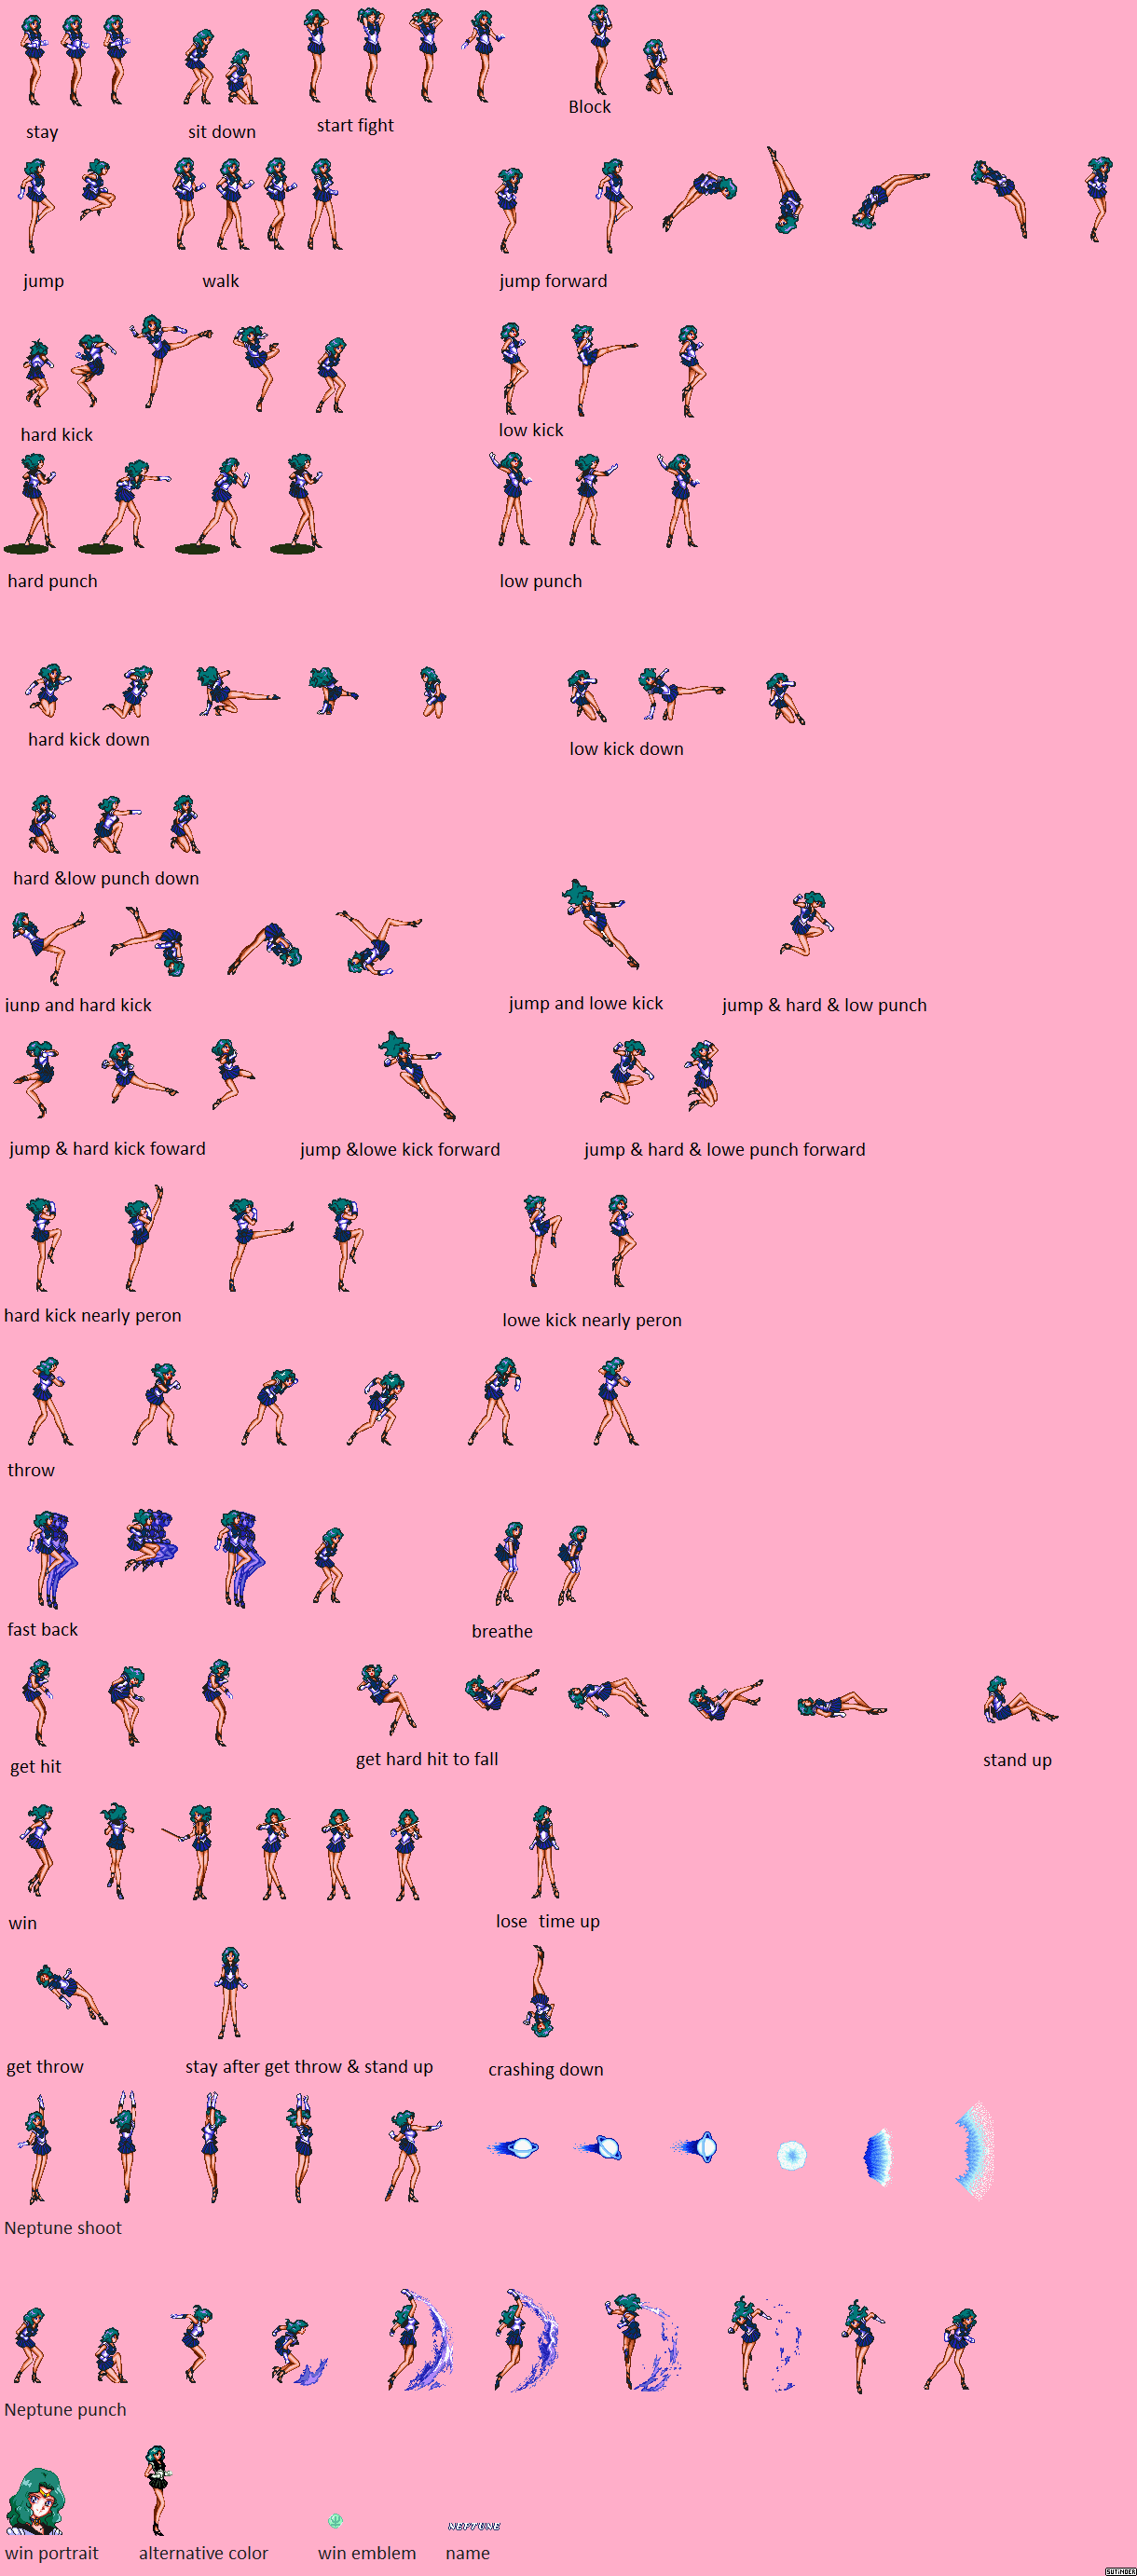 stay
sit down
start fight
Block
jump
walk
jump forward
hard kick
low kick
hard punch
low punch
hard kick down
low kick down
hard &low punch down
junp and hard kick
jump and lowe kick
jump & hard & low punch
jump & hard kick foward
jump &lowe kick forward
jump & hard & lowe punch forward
hard kick nearly peron
lowe kick nearly peron
throw
fast back
breathe
get hit
get hard hit to fall
stand up
win
lose time up
get throw
stay after get throw & stand up
crashing down
Neptune shoot
Neptune punch
NEPTUNE
win portrait
alternative color
win emblem
name